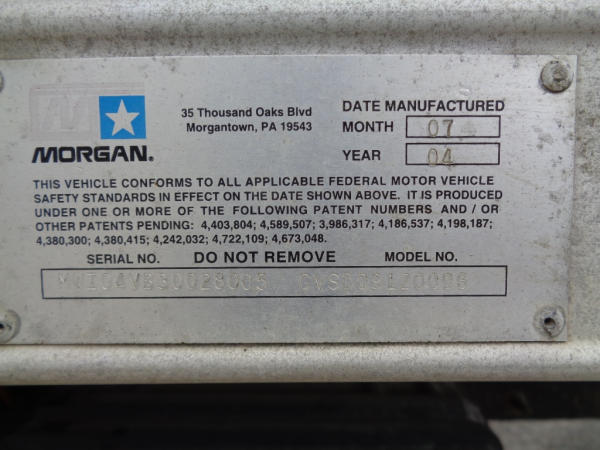 35 Thousand Oaks Blvd
Morgantown, PA 19543
MORGAN.
DATE MANUFACTURED
MONTH 07
YEAR 04
THIS VEHICLE CONFORMS TO ALL APPLICABLE FEDERAL MOTOR VEHICLE
SAFETY STANDARDS IN EFFECT ON THE DATE SHOWN ABOVE. IT IS PRODUCED
UNDER ONE OR MORE OF THE FOLLOWING PATENT NUMBERS AND / OR
OTHER PATENTS PENDING: 4,403,804; 4,589,507; 3,986,317; 4,186,537; 4,198,187;
4,380,300; 4,380,415; 4,242,032; 4,722,109; 4,673,048.
SERIAL NO. DO NOT REMOVE MODEL NO.